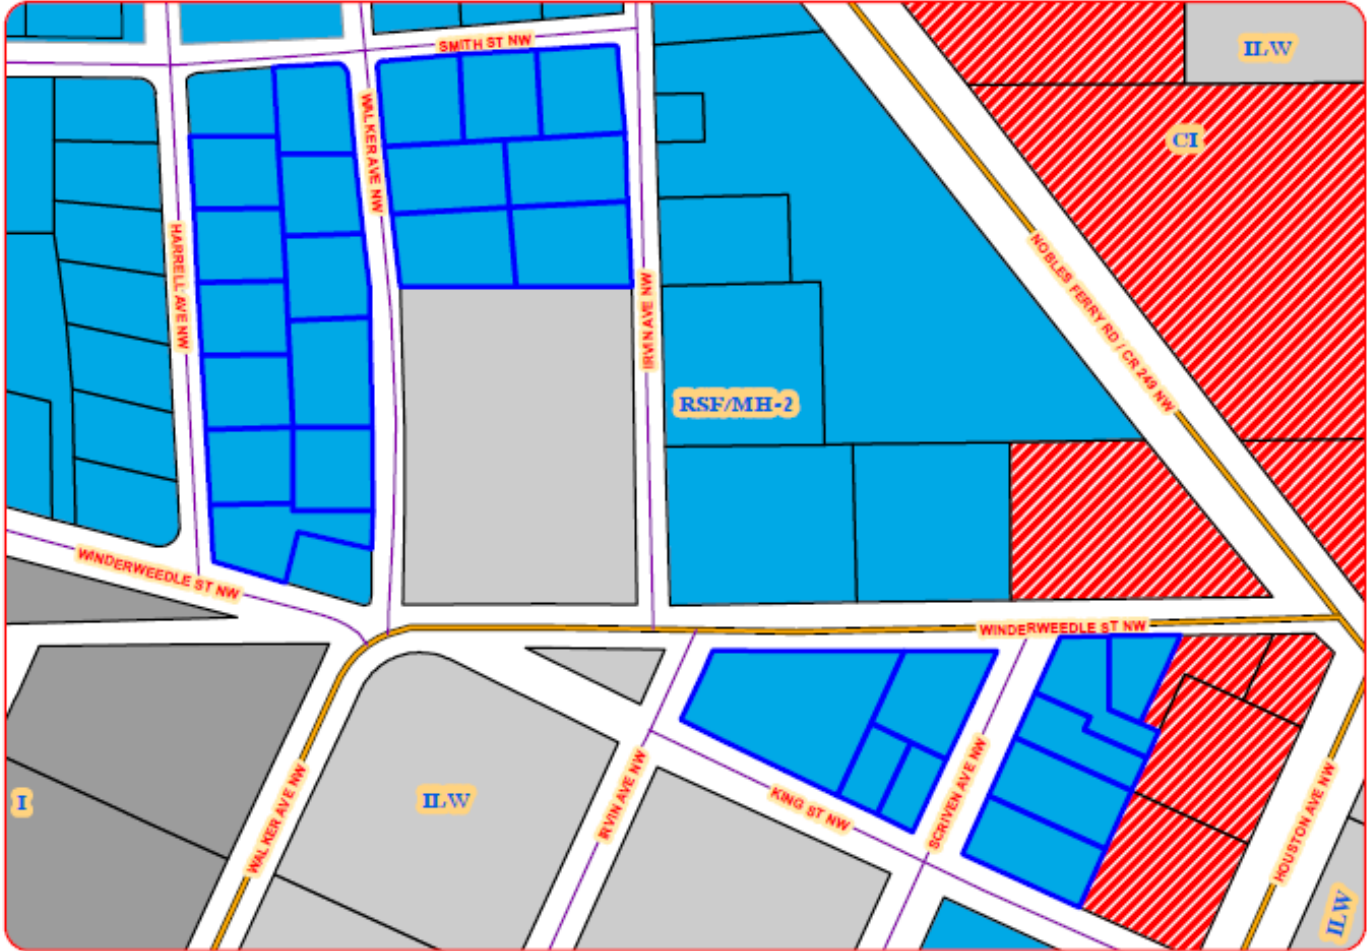 SMITH ST NW
ILW
CI
WALKER AVE NW
HARRELL AVE NW
IRVIN AVE NW
NOBLES FERRY RD / CR 249 NW
RSF/MH-2
WINDERWEEDLE ST NW
WINDERWEEDLE ST NW
I
WALKER AVE NW
ILW
IRVIN AVE NW
KING ST NW
SCRIVEN AVE NW
HOUSTON AVE NW
ILW